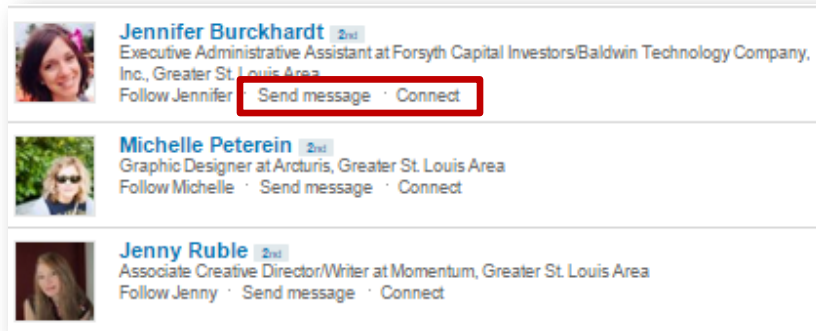 Jennifer Burckhardt 2nd
Executive Administrative Assistant at Forsyth Capital Investors/Baldwin Technology Company,
Inc., Greater St. Louis Area
Follow Jennifer · Send message · Connect
Michelle Peterein 2nd
Graphic Designer at Arcturis, Greater St. Louis Area
Follow Michelle · Send message · Connect
Jenny Ruble 2nd
Associate Creative Director/Writer at Momentum, Greater St. Louis Area
Follow Jenny · Send message · Connect